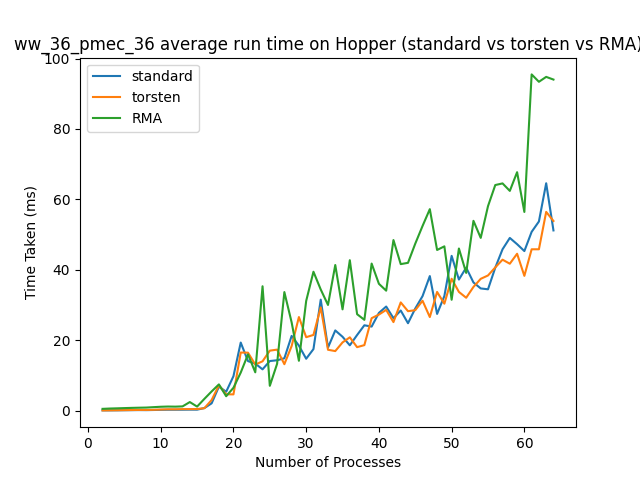 ww_36_pmec_36 average run time on Hopper (standard vs torsten vs RMA)
standard
torsten
RMA
Time Taken (ms)
100
80
60
40
20
0
0 10 20 30 40 50 60
Number of Processes